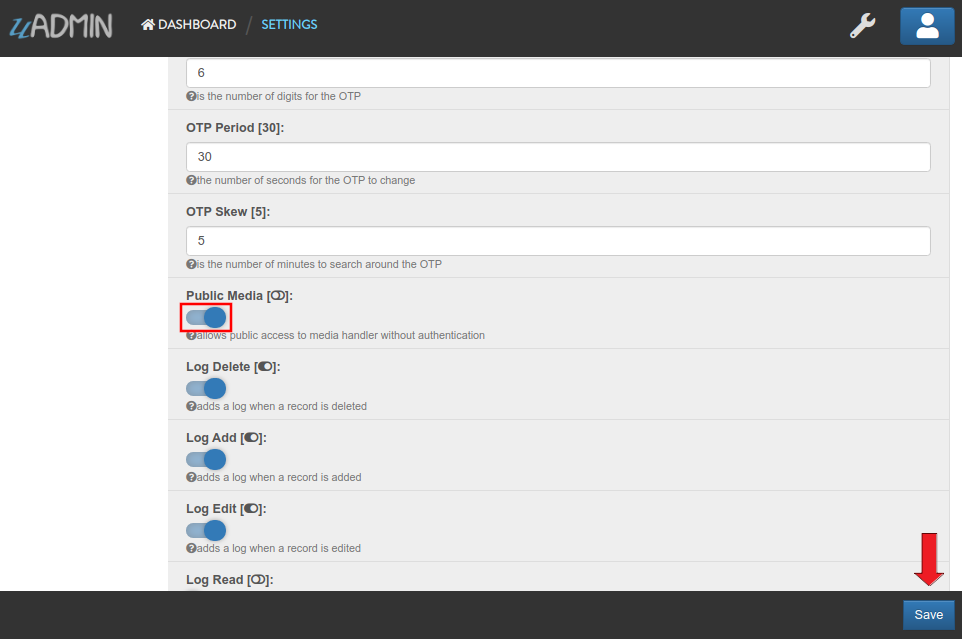 uADMIN DASHBOARD / SETTINGS
6
is the number of digits for the OTP
OTP Period [30]:
30
the number of seconds for the OTP to change
OTP Skew [5]:
5
is the number of minutes to search around the OTP
Public Media []:
allows public access to media handler without authentication
Log Delete []:
adds a log when a record is deleted
Log Add []:
adds a log when a record is added
Log Edit []:
adds a log when a record is edited
Log Read []:
Save